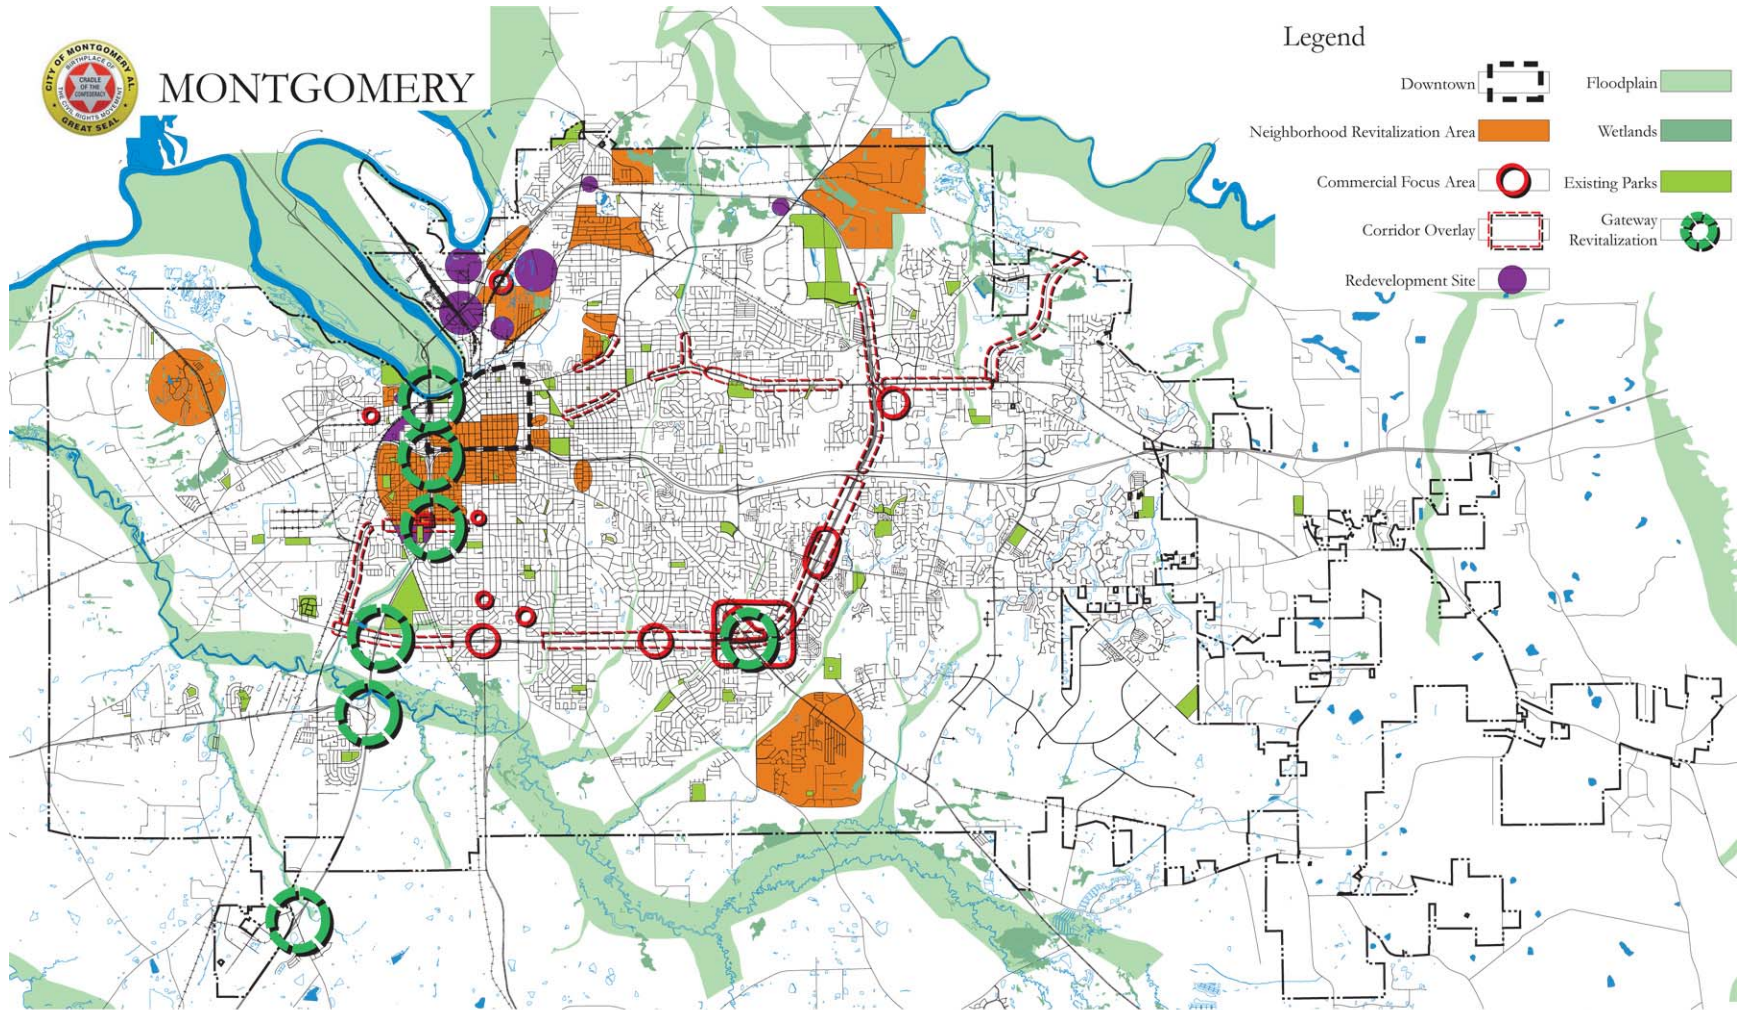 CITY OF MONTGOMERY AL.
BIRTHPLACE OF
CRADLE
OF THE
CONFEDERACY
THE CIVIL RIGHTS MOVEMENT
GREAT SEAL
MONTGOMERY
Legend
Downtown
Floodplain
Neighborhood Revitalization Area
Wetlands
Commercial Focus Area
Existing Parks
Corridor Overlay
Gateway
Revitalization
Redevelopment Site